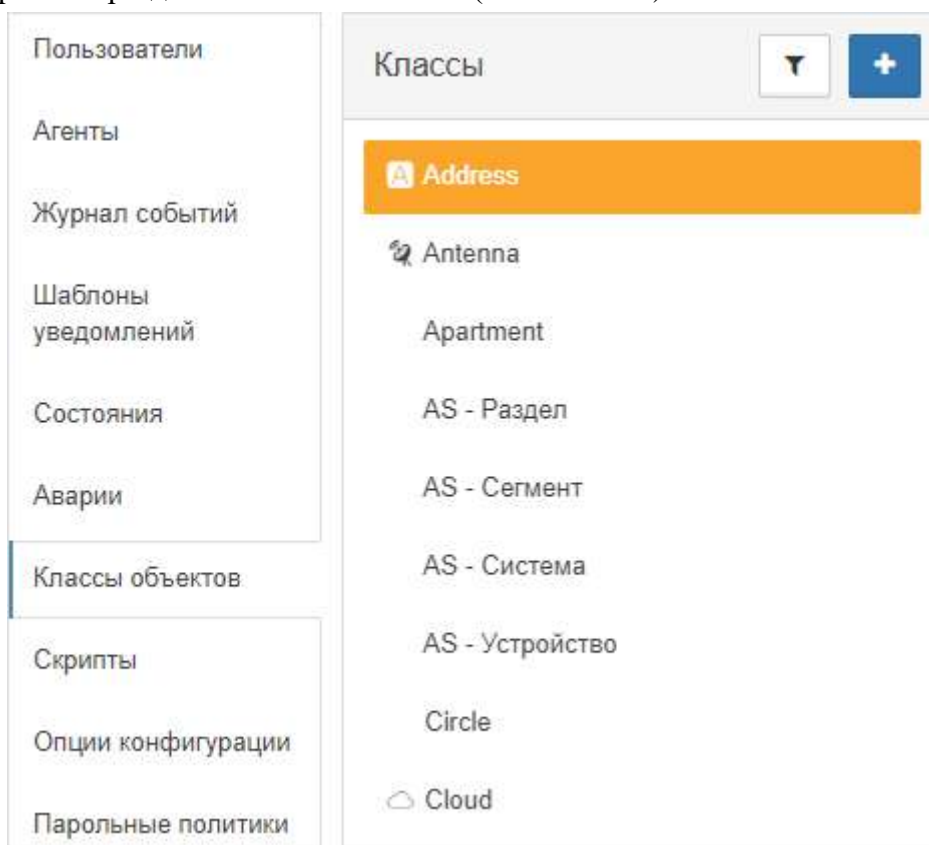 Пользователи
Агенты
Журнал событий
Шаблоны
уведомлений
Состояния
Аварии
Классы объектов
Скрипты
Опции конфигурации
Парольные политики
Классы
A Address
Antenna
Apartment
AS - Раздел
AS - Сегмент
AS - Система
AS - Устройство
Circle
Cloud